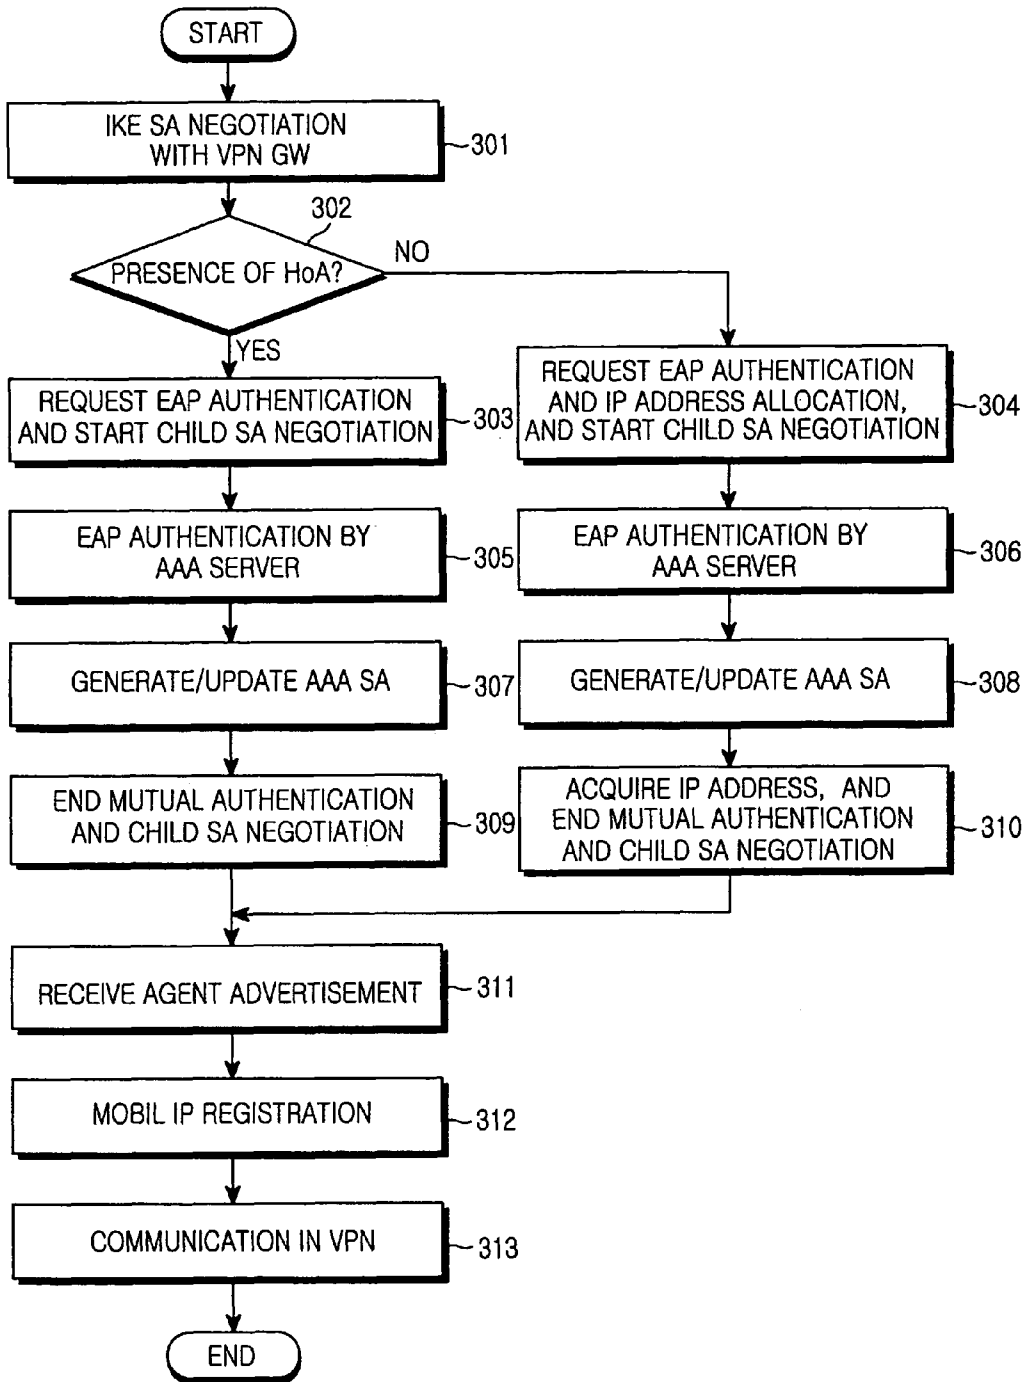 START
IKE SA NEGOTIATION
WITH VPN GW
301
302
PRESENCE OF HoA?
NO
YES
REQUEST EAP AUTHENTICATION
AND START CHILD SA NEGOTIATION
303
REQUEST EAP AUTHENTICATION
AND IP ADDRESS ALLOCATION,
AND START CHILD SA NEGOTIATION
304
EAP AUTHENTICATION BY
AAA SERVER
305
EAP AUTHENTICATION BY
AAA SERVER
306
GENERATE/UPDATE AAA SA
307
GENERATE/UPDATE AAA SA
308
END MUTUAL AUTHENTICATION
AND CHILD SA NEGOTIATION
309
ACQUIRE IP ADDRESS, AND
END MUTUAL AUTHENTICATION
AND CHILD SA NEGOTIATION
310
RECEIVE AGENT ADVERTISEMENT
311
MOBIL IP REGISTRATION
312
COMMUNICATION IN VPN
313
END